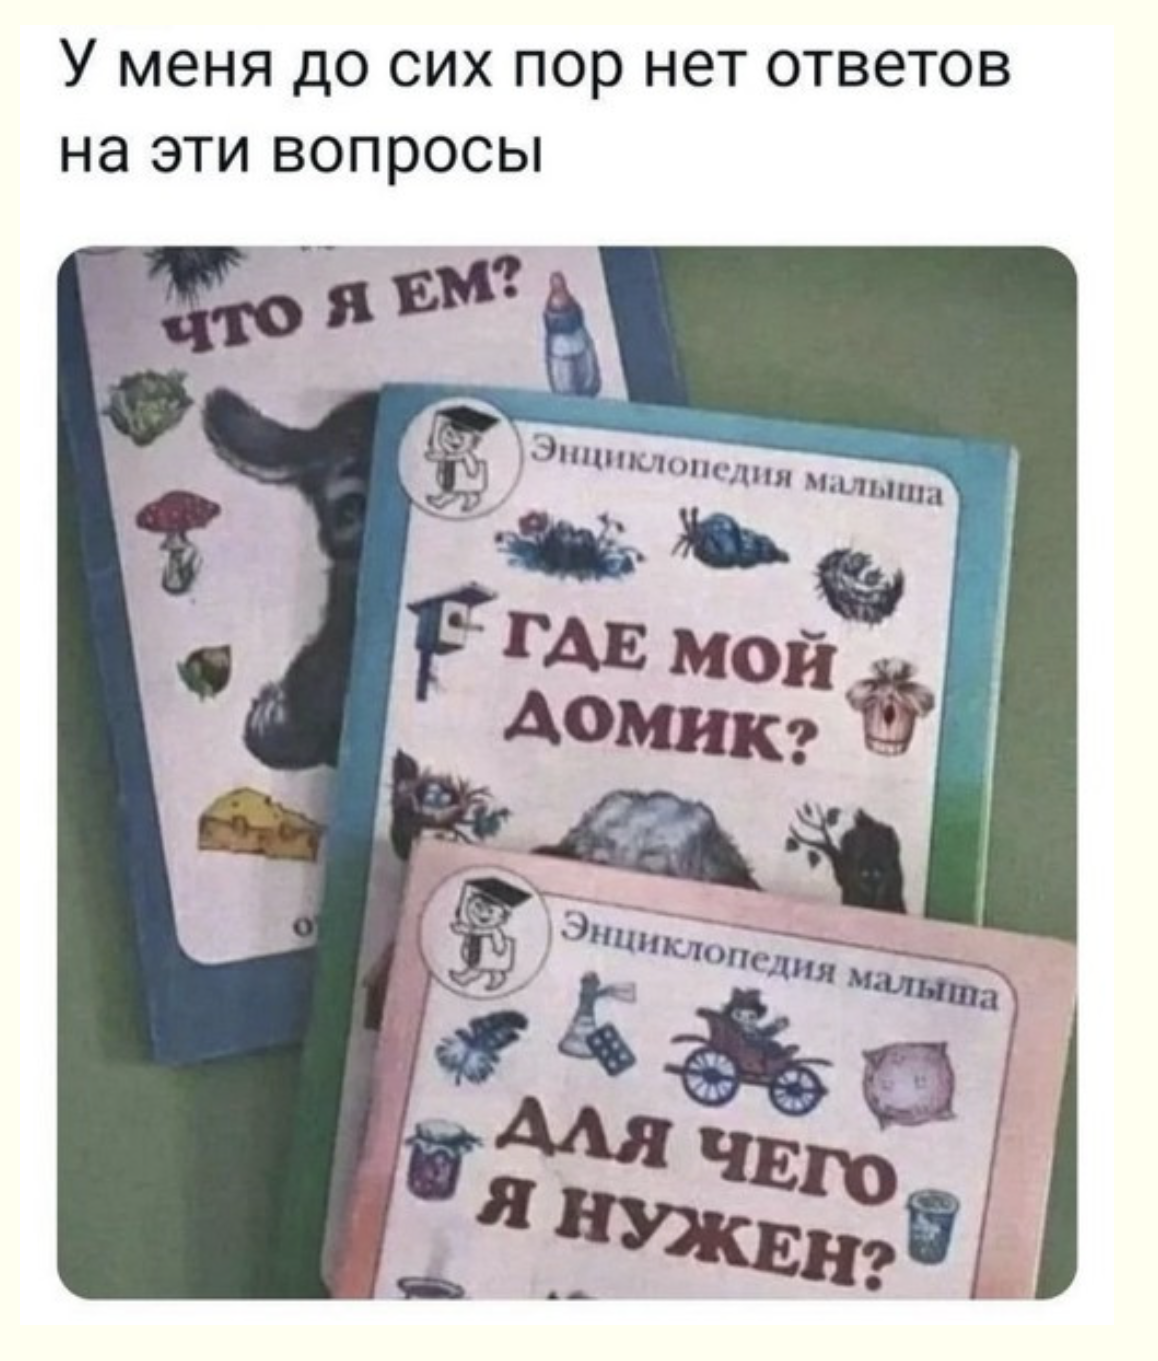 У меня до сих пор нет ответов
на эти вопросы
ЧТО Я ЕМ?
Энциклопедия малыша
ГДЕ МОЙ
ДОМИК?
Энциклопедия малыша
ДЛЯ ЧЕГО
Я НУЖЕН?